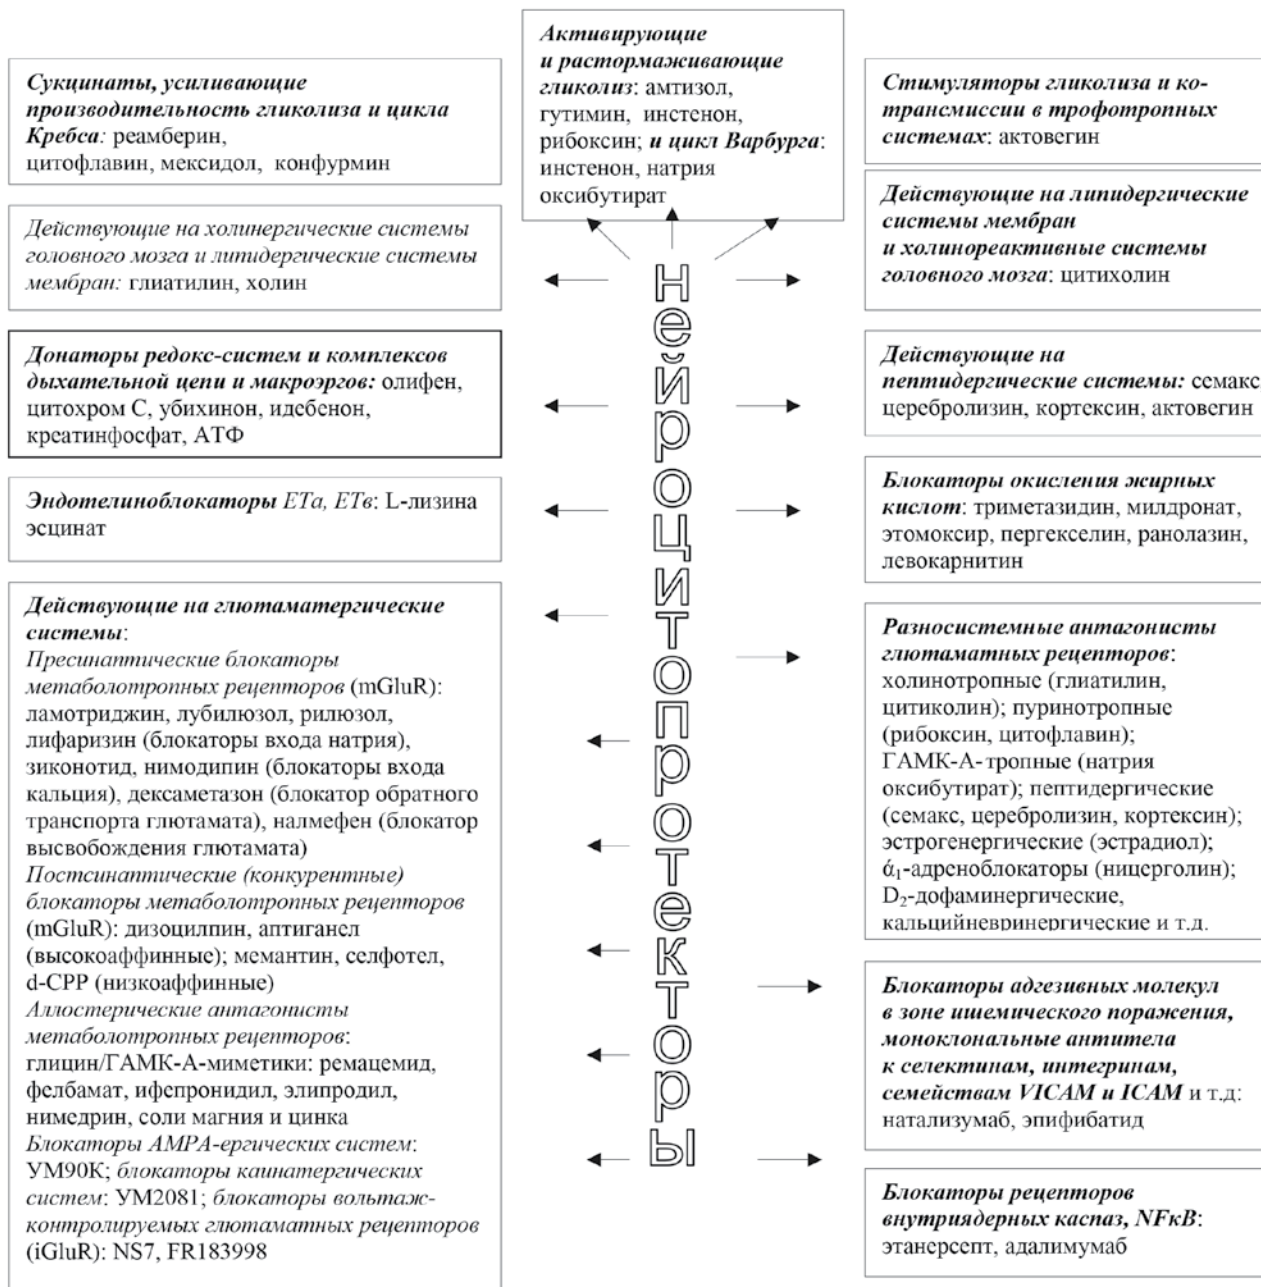 Активирующие
и растормаживающие
гликолиз: амтизол,
гутимин, инстенон,
рибоксин; и цикл Варбурга:
инстенон, натрия
оксибутират
Сукцинаты, усиливающие
производительность гликолиза и цикла
Кребса: реамберин,
цитофлавин, мексидол, конфурмин
Действующие на холинергические системы
головного мозга и липидергические системы
мембран: глиатилин, холин
Донаторы редокс-систем и комплексов
дыхательной цепи и макроэргов: олифен,
цитохром С, убихинон, идебенон,
креатинфосфат, АТФ
Эндотелиноблокаторы ETa, ETв: L-лизина
эсцинат
Действующие на глютаматергические
системы:
Пресинаптические блокаторы
метаболотропных рецепторов (mGluR):
ламотриджин, лубилюзол, рилюзол,
лифаризин (блокаторы входа натрия),
зиконотид, нимодипин (блокаторы входа
кальция), дексаметазон (блокатор обратного
транспорта глютамата), налмефен (блокатор
высвобождения глютамата)
Постсинаптические (конкурентные)
блокаторы метаболотропных рецепторов
(mGluR): дизоцилпин, аптиганел
(высокоаффинные); мемантин, селфотел,
d-CPP (низкоаффинные)
Аллостерические антагонисты
метаболотропных рецепторов:
глицин/ГАМК-А-миметики: ремацемид,
фелбамат, ифепронидил, элипродил,
нимедрин, соли магния и цинка
Блокаторы АМРА-ергических систем:
УМ90К; блокаторы каинатергических
систем: УМ2081; блокаторы вольтаж-
контролируемых глютаматных рецепторов
(iGluR): NS7, FR183998
Нейроцитопротекторы
Стимуляторы гликолиза и ко-
трансмиссии в трофотропных
системах: актовегин
Действующие на липидергические
системы мембран
и холинореактивные системы
головного мозга: цитихолин
Действующие на
пептидергические системы: семакс,
церебролизин, кортексин, актовегин
Блокаторы окисления жирных
кислот: триметазидин, милдронат,
этомоксир, пергекселин, ранолазин,
левокарнитин
Разносистемные антагонисты
глютаматных рецепторов:
холинотропные (глиатилин,
цитиколин); пуринотропные
(рибоксин, цитофлавин);
ГАМК-А-тропные (натрия
оксибутират); пептидергические
(семакс, церебролизин, кортексин);
эстрогенергические (эстрадиол);
ά₁-адреноблокаторы (ницерголин);
D₂-дофаминергические,
кальцийневринергические и т.д.
Блокаторы адгезивных молекул
в зоне ишемического поражения,
моноклональные антитела
к селектинам, интегринам,
семействам VICAM и ICAM и т.д:
натализумаб, эпифибатид
Блокаторы рецепторов
внутриядерных каспаз, NFκB:
этанерсепт, адалимумаб